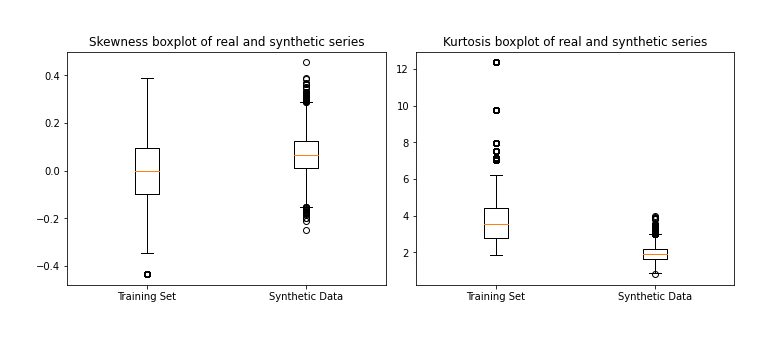 Skewness boxplot of real and synthetic series
0.4
0.2
0.0
−0.2
−0.4
Training Set
Synthetic Data
Kurtosis boxplot of real and synthetic series
12
10
8
6
4
2
Training Set
Synthetic Data